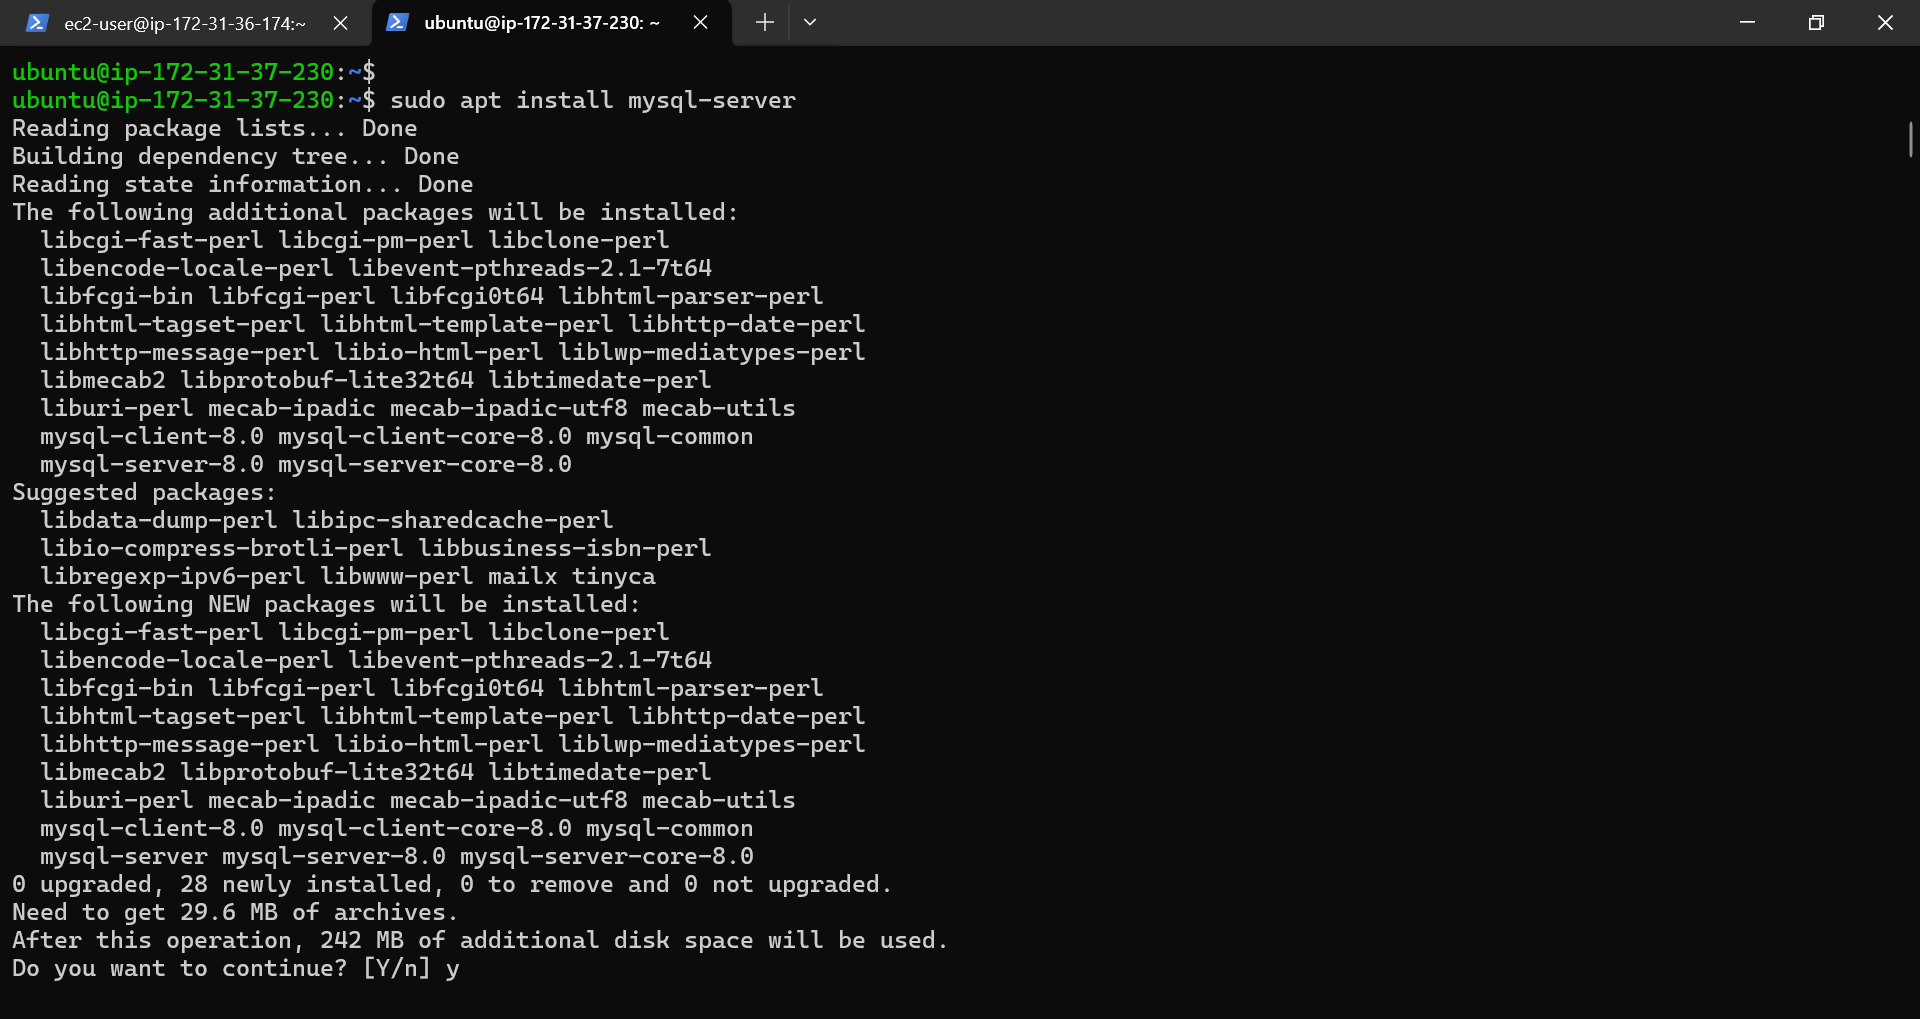 ec2-user@ip-172-31-36-174:~
ubuntu@ip-172-31-37-230: ~
ubuntu@ip-172-31-37-230:~$
ubuntu@ip-172-31-37-230:~$ sudo apt install mysql-server
Reading package lists... Done
Building dependency tree... Done
Reading state information... Done
The following additional packages will be installed:
  libcgi-fast-perl libcgi-pm-perl libclone-perl
  libencode-locale-perl libevent-pthreads-2.1-7t64
  libfcgi-bin libfcgi-perl libfcgi0t64 libhtml-parser-perl
  libhtml-tagset-perl libhtml-template-perl libhttp-date-perl
  libhttp-message-perl libio-html-perl liblwp-mediatypes-perl
  libmecab2 libprotobuf-lite32t64 libtimedate-perl
  liburi-perl mecab-ipadic mecab-ipadic-utf8 mecab-utils
  mysql-client-8.0 mysql-client-core-8.0 mysql-common
  mysql-server-8.0 mysql-server-core-8.0
Suggested packages:
  libdata-dump-perl libipc-sharedcache-perl
  libio-compress-brotli-perl libbusiness-isbn-perl
  libregexp-ipv6-perl libwww-perl mailx tinyca
The following NEW packages will be installed:
  libcgi-fast-perl libcgi-pm-perl libclone-perl
  libencode-locale-perl libevent-pthreads-2.1-7t64
  libfcgi-bin libfcgi-perl libfcgi0t64 libhtml-parser-perl
  libhtml-tagset-perl libhtml-template-perl libhttp-date-perl
  libhttp-message-perl libio-html-perl liblwp-mediatypes-perl
  libmecab2 libprotobuf-lite32t64 libtimedate-perl
  liburi-perl mecab-ipadic mecab-ipadic-utf8 mecab-utils
  mysql-client-8.0 mysql-client-core-8.0 mysql-common
  mysql-server mysql-server-8.0 mysql-server-core-8.0
0 upgraded, 28 newly installed, 0 to remove and 0 not upgraded.
Need to get 29.6 MB of archives.
After this operation, 242 MB of additional disk space will be used.
Do you want to continue? [Y/n] y